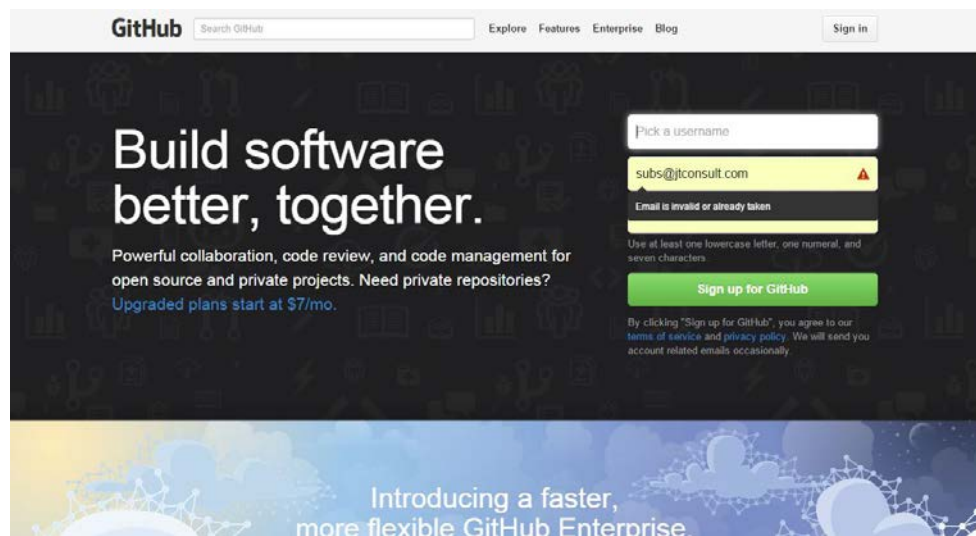 GitHub
Search GitHub
Explore Features Enterprise Blog
Sign in
Build software
better, together.
Powerful collaboration, code review, and code management for
open source and private projects. Need private repositories?
Upgraded plans start at $7/mo.
Pick a username
subs@jtconsult.com
Email is invalid or already taken
Use at least one lowercase letter, one numeral, and
seven characters
Sign up for GitHub
By clicking "Sign up for GitHub", you agree to our
terms of service and privacy policy. We will send you
account related emails occasionally.
Introducing a faster,
more flexible GitHub Enterprise.